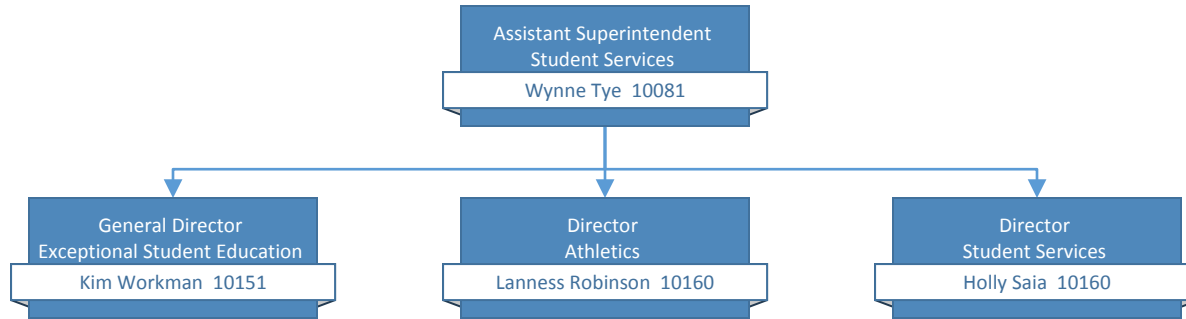 Assistant Superintendent
Student Services
Wynne Tye 10081
General Director
Exceptional Student Education
Kim Workman 10151
Director
Athletics
Lanness Robinson 10160
Director
Student Services
Holly Saia 10160